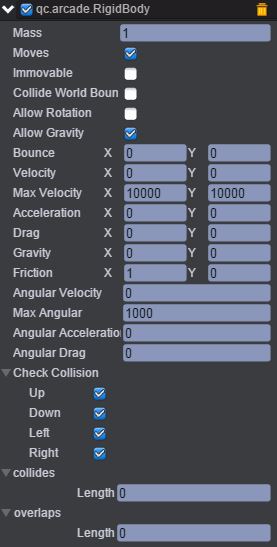 qc.arcade.RigidBody
Mass 1
Moves
Immovable
Collide World Boun
Allow Rotation
Allow Gravity
Bounce X 0 Y 0
Velocity X 0 Y 0
Max Velocity X 10000 Y 10000
Acceleration X 0 Y 0
Drag X 0 Y 0
Gravity X 0 Y 0
Friction X 1 Y 0
Angular Velocity 0
Max Angular 1000
Angular Acceleration 0
Angular Drag 0
Check Collision
Up
Down
Left
Right
collides
Length 0
overlaps
Length 0